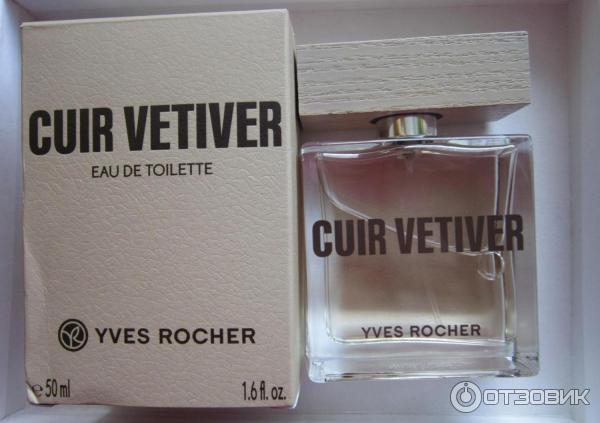 CUIR VETIVER
EAU DE TOILETTE
YVES ROCHER
℮ 50 ml 1.6 fl. oz.
CUIR VETIVER
YVES ROCHER
ОТЗОВИК